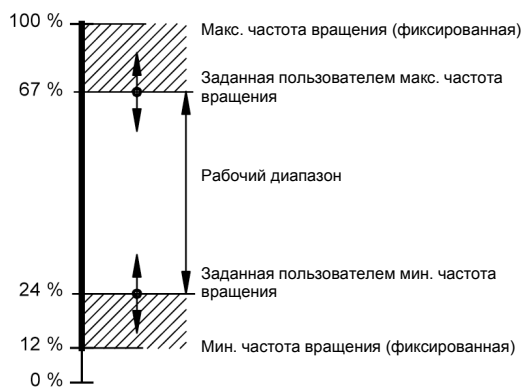 100 %
Макс. частота вращения (фиксированная)
67 %
Заданная пользователем макс. частота
вращения
Рабочий диапазон
24 %
Заданная пользователем мин. частота
вращения
12 %
Мин. частота вращения (фиксированная)
0 %